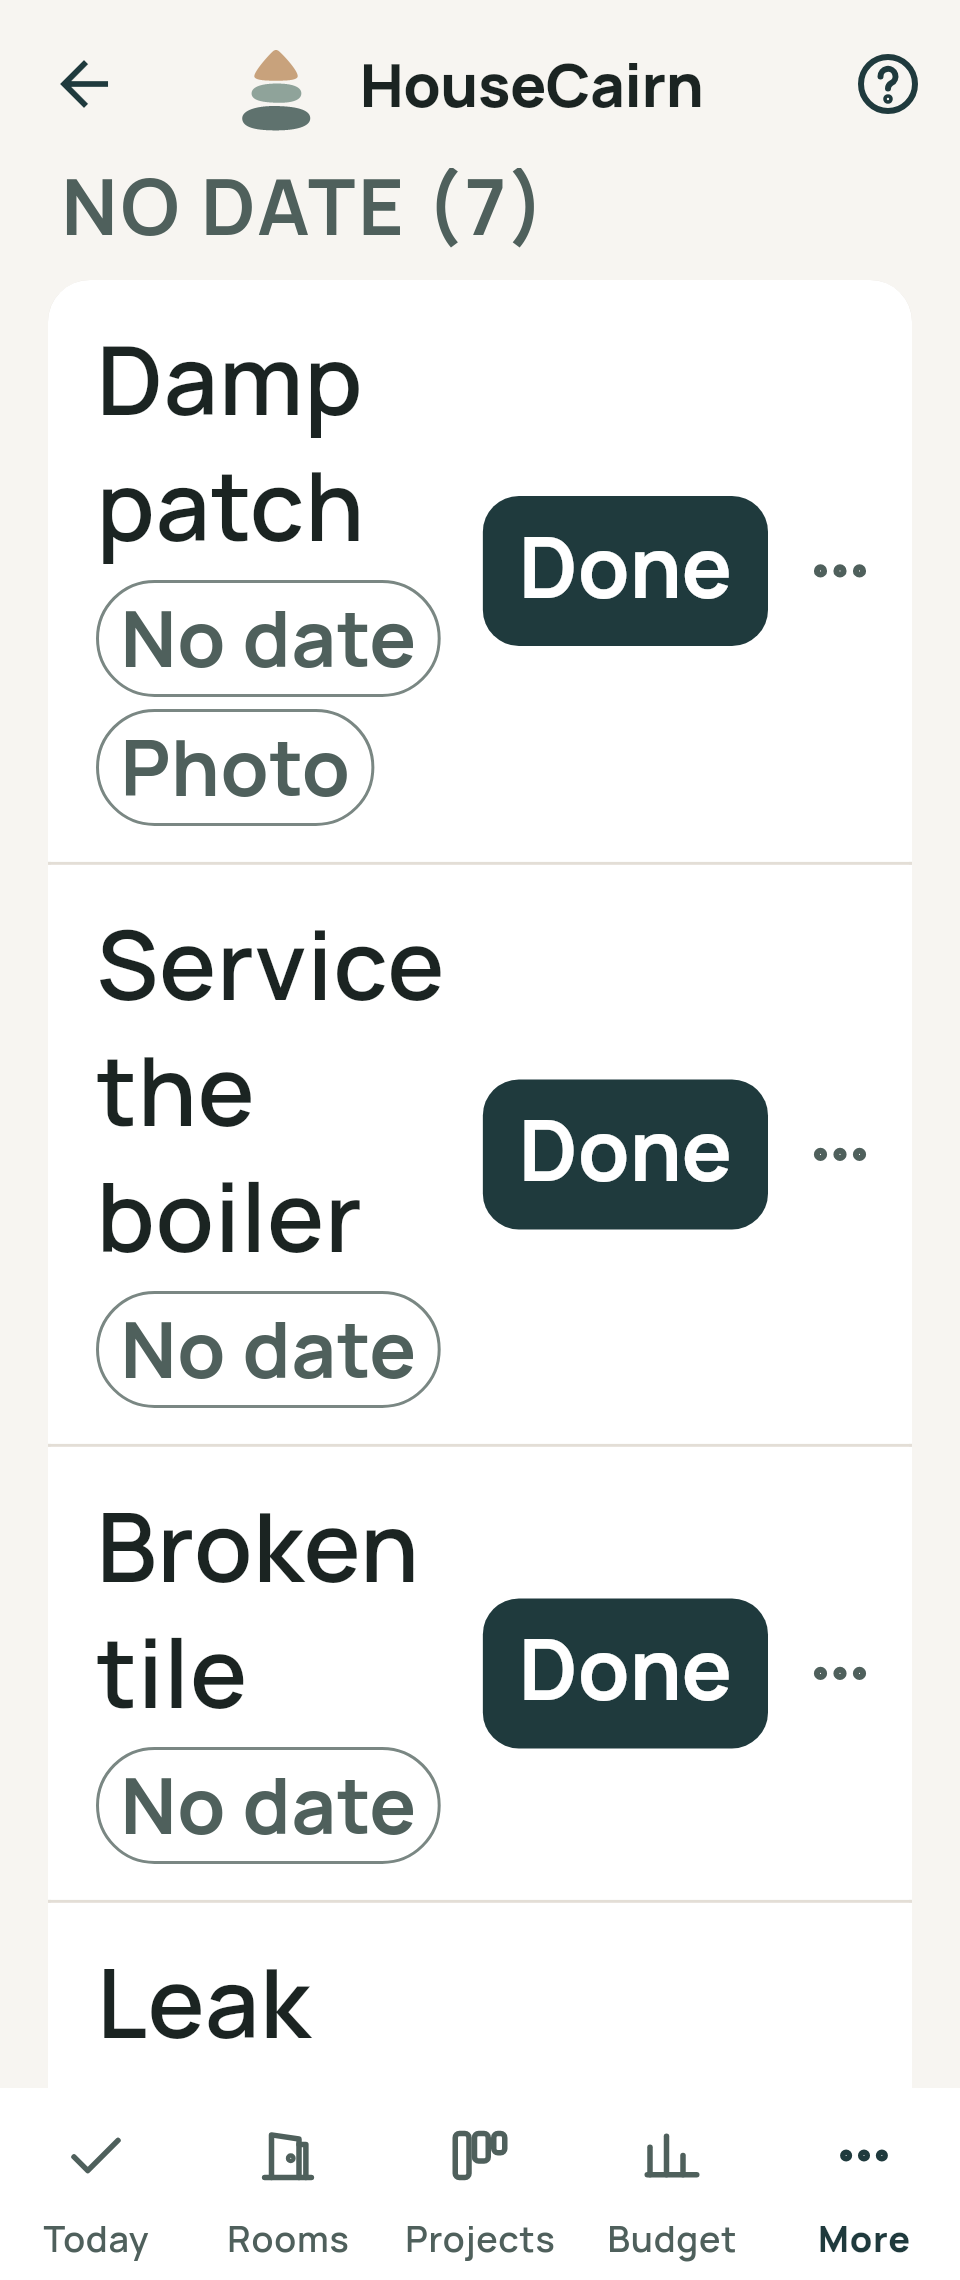 HouseCairn
NO DATE (7)
Damp
patch
No date
Photo
Done
Service
the
boiler
No date
Done
Broken
tile
No date
Done
Leak
Today
Rooms
Projects
Budget
More